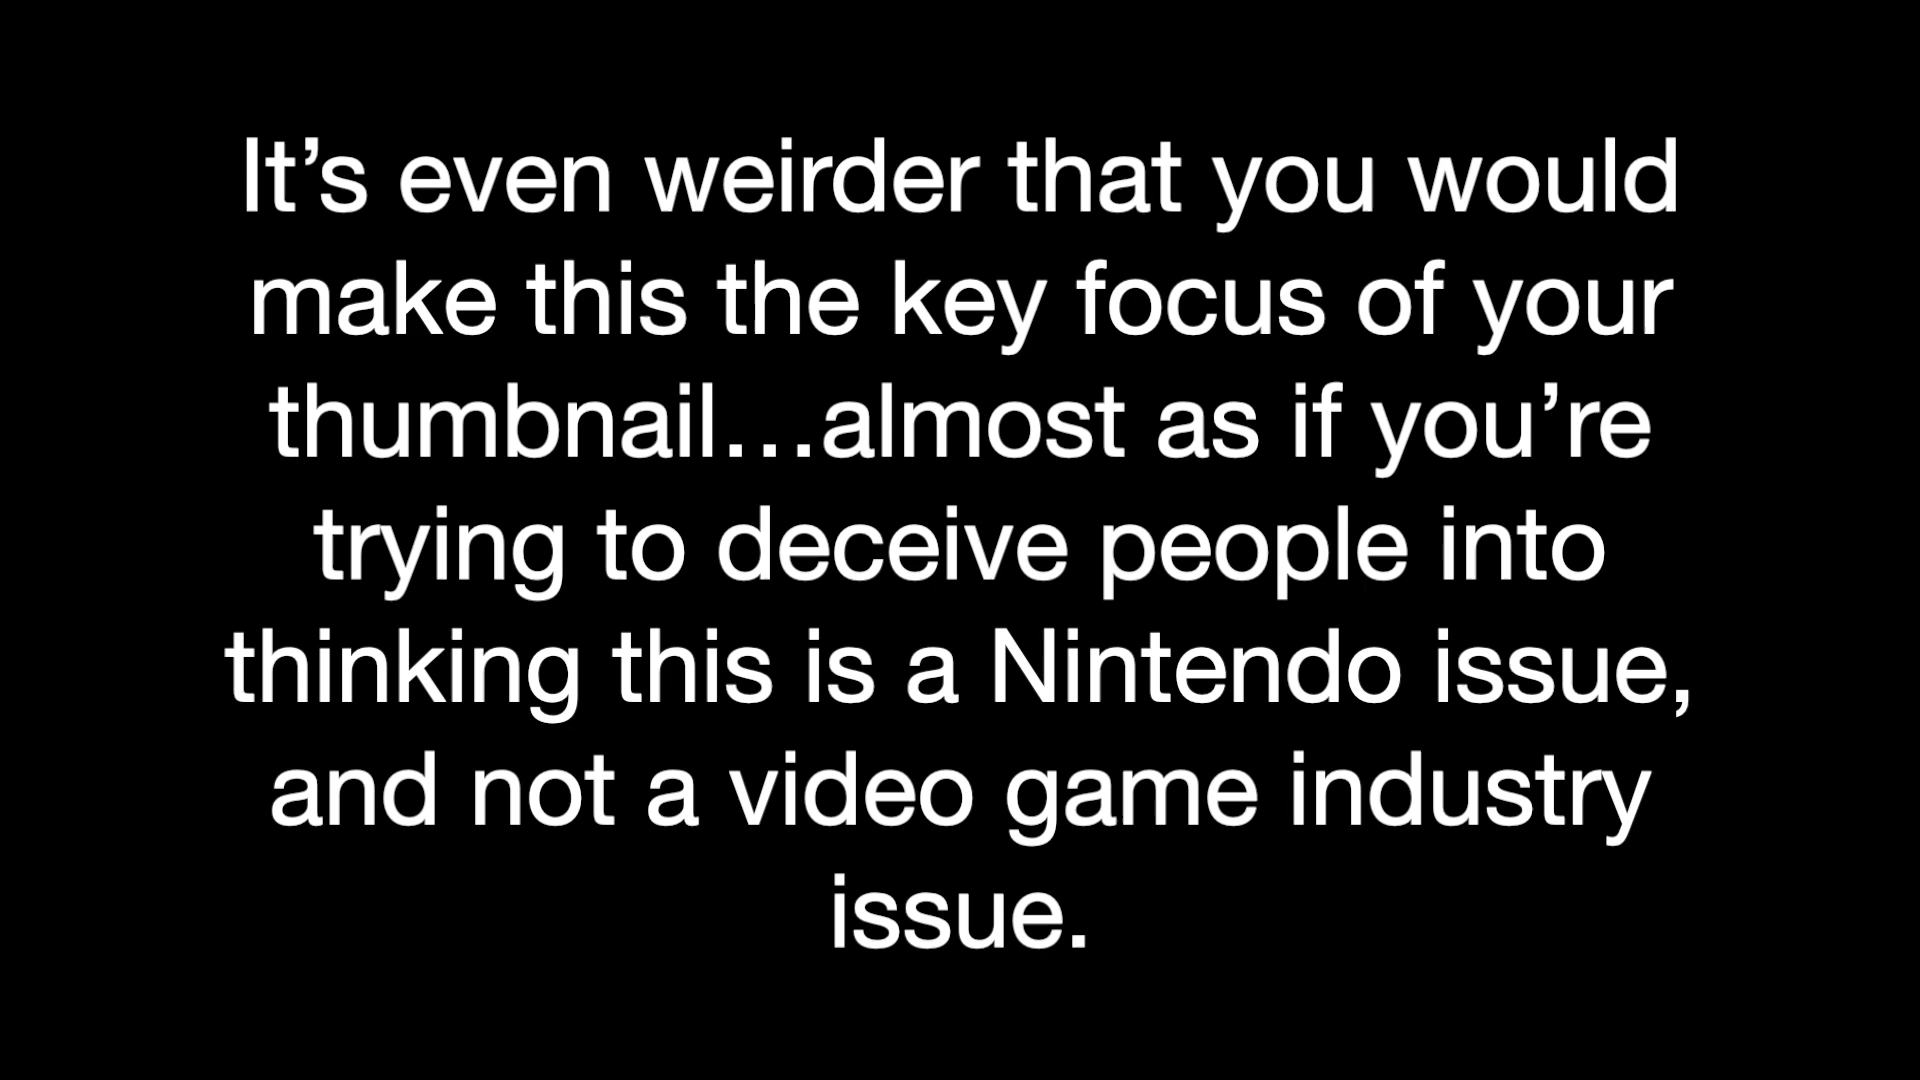 It’s even weirder that you would
make this the key focus of your
thumbnail…almost as if you’re
trying to deceive people into
thinking this is a Nintendo issue,
and not a video game industry
issue.